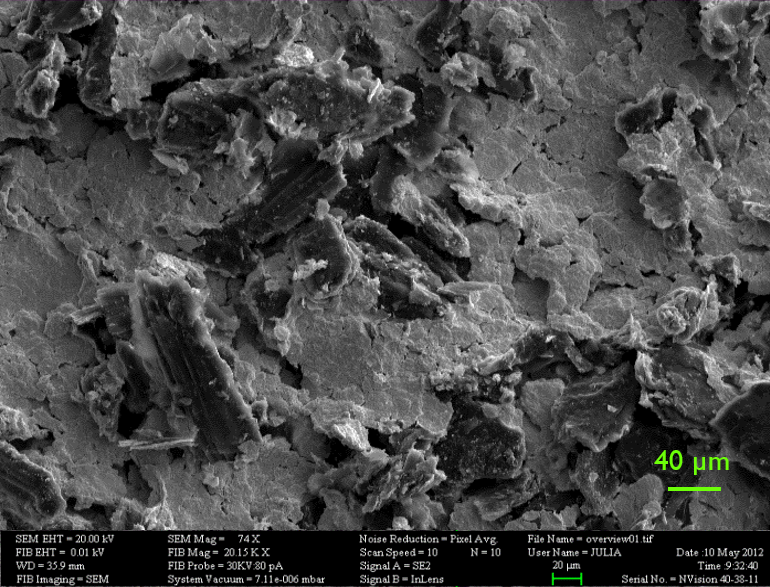 40 µm
SEM EHT = 20.00 kV SEM Mag = 74 X Noise Reduction = Pixel Avg. File Name = overview01.tif
FIB EHT = 0.01 kV FIB Mag = 20.15 K X Scan Speed = 10 N = 10 User Name = JULIA Date :10 May 2012
WD = 35.9 mm FIB Probe = 30KV:80 pA Signal A = SE2 20 µm Time :9:32:40
FIB Imaging = SEM System Vacuum = 7.11e-006 mbar Signal B = InLens Serial No. = NVision 40-38-11